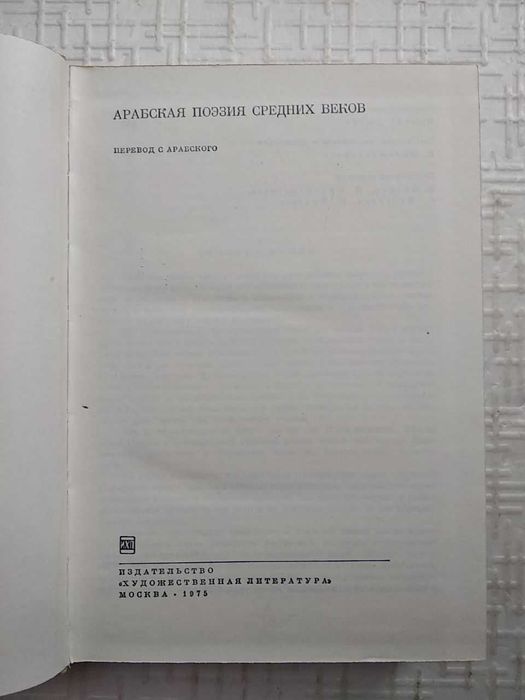 АРАБСКАЯ ПОЭЗИЯ СРЕДНИХ ВЕКОВ
ПЕРЕВОД С АРАБСКОГО
ИЗДАТЕЛЬСТВО
«ХУДОЖЕСТВЕННАЯ ЛИТЕРАТУРА»
МОСКВА · 1975